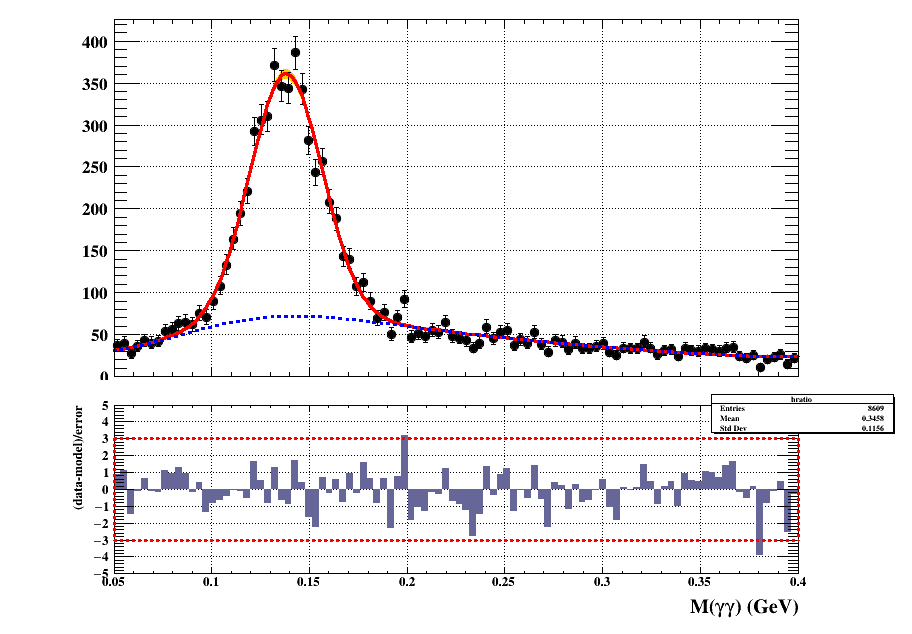 400
350
300
250
200
150
100
50
0
hratio
Entries 8609
Mean 0.3458
Std Dev 0.1156
(data-model)/error
5
4
3
2
1
0
−1
−2
−3
−4
−5
0.05 0.1 0.15 0.2 0.25 0.3 0.35 0.4
M(γγ) (GeV)